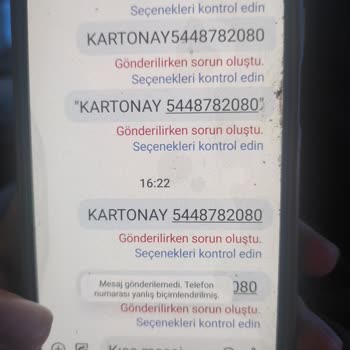 Seçenekleri kontrol edin
KARTONAY5448782080
Gönderilirken sorun oluştu.
Seçenekleri kontrol edin
"KARTONAY 5448782080"
Gönderilirken sorun oluştu.
Seçenekleri kontrol edin
16:22
KARTONAY 5448782080
Gönderilirken sorun oluştu.
Seçenekleri kontrol edin
Mesaj gönderilemedi. Telefon
numarası yanlış biçimlendirilmiş.
080
Gönderilirken sorun oluştu.
Seçenekleri kontrol edin